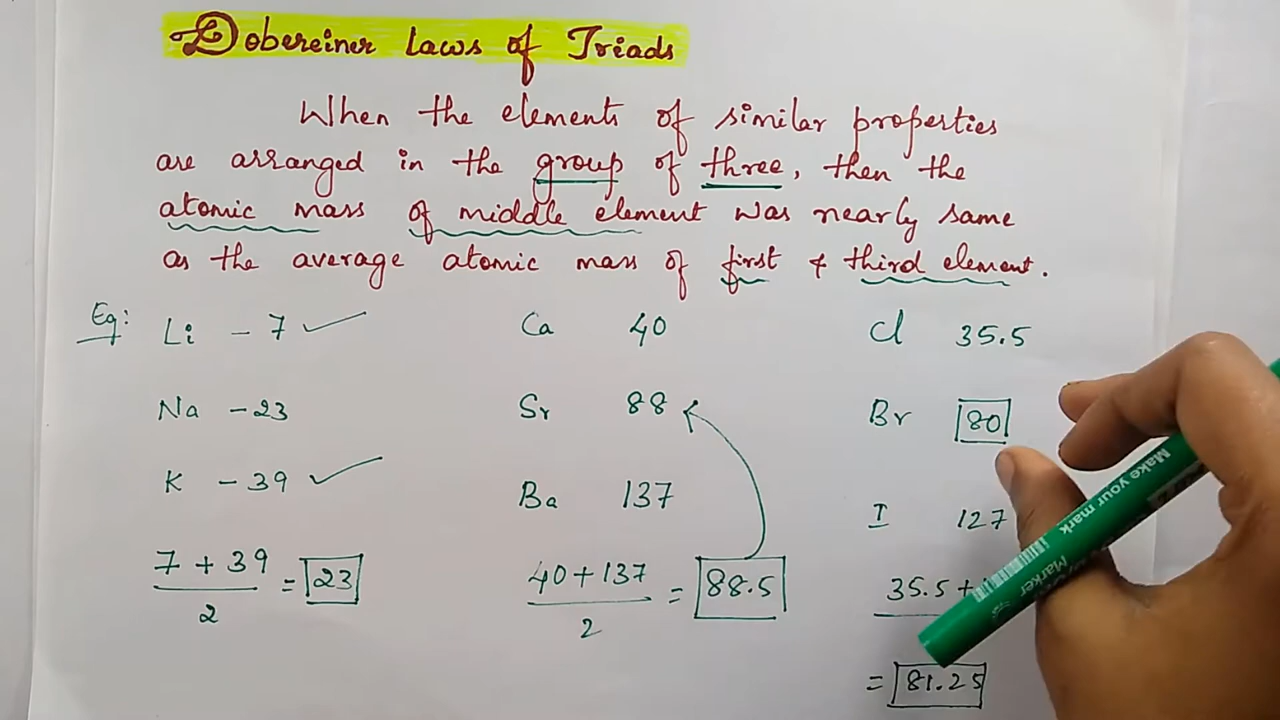 Dobereiner Laws of Triads
When the elements of similar properties
are arranged in the group of three, then the
atomic mass of middle element was nearly same
as the average atomic mass of first & third element.
Eg:
Li - 7
Na - 23
K - 39
7 + 39
2
= 23
Ca 40
Sr 88
Ba 137
40 + 137
2
= 88.5
Cl 35.5
Br 80
I 127
35.5 +
= 81.25
Make your mark
Marker